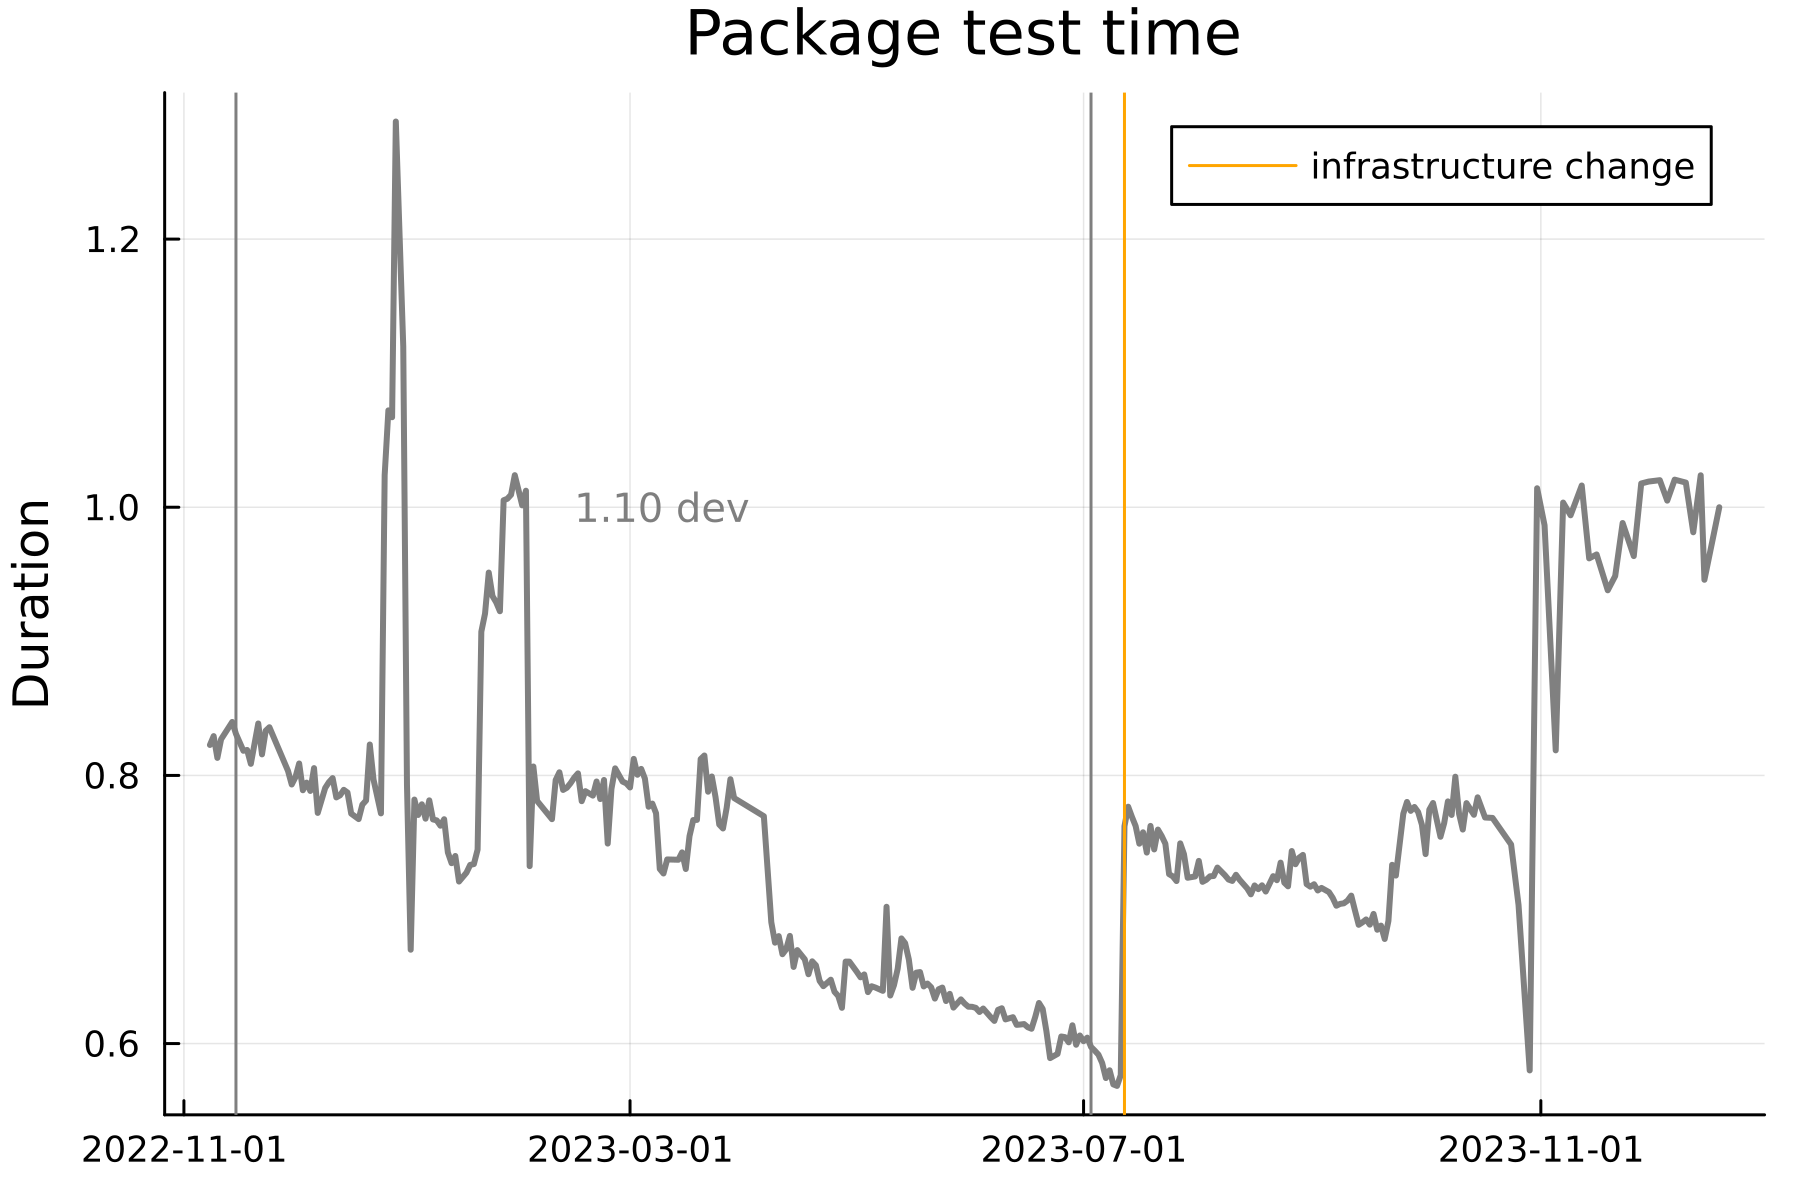 Package test time
infrastructure change
1.2
1.0
0.8
0.6
Duration
1.10 dev
2022-11-01
2023-03-01
2023-07-01
2023-11-01